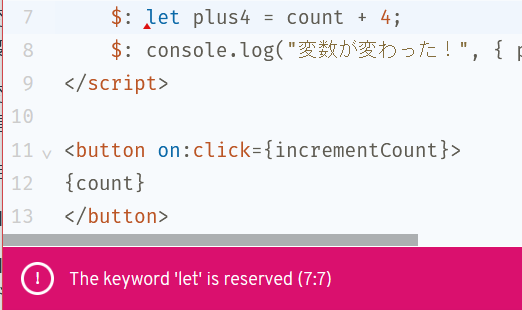 7 $: let plus4 = count + 4;
8 $: console.log("変数が変わった！", { p
9 </script>
10
11 <button on:click={incrementCount}>
12 {count}
13 </button>
! The keyword 'let' is reserved (7:7)